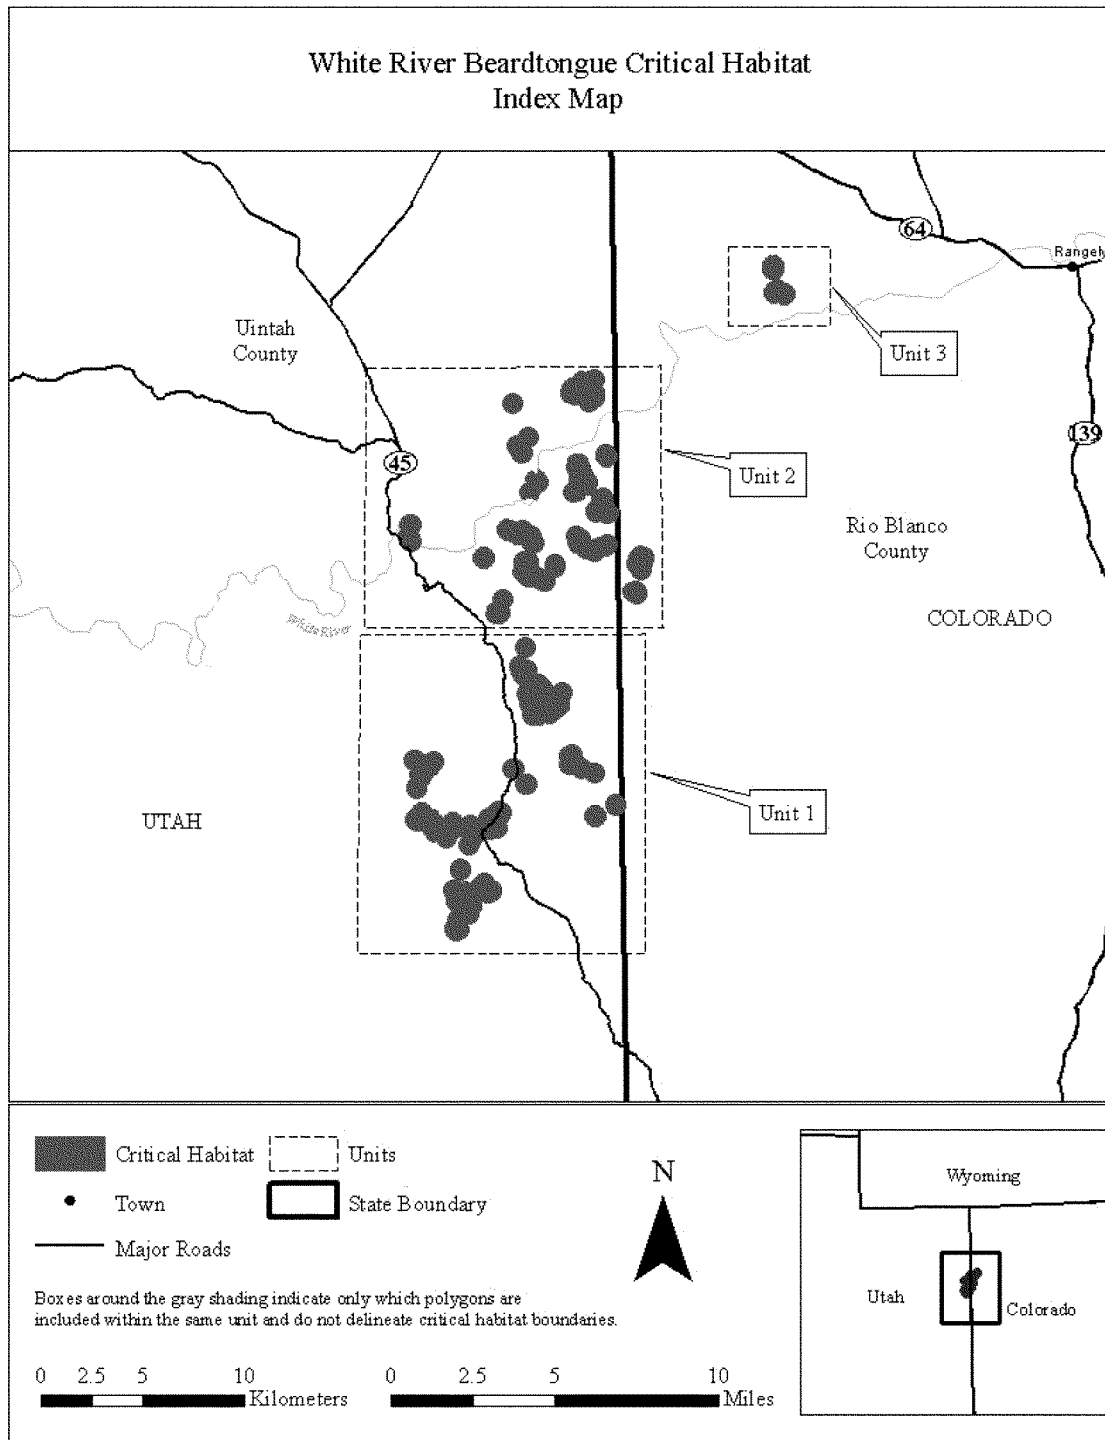 White River Beardtongue Critical Habitat
Index Map
64
Rangely
Uintah
County
Unit 3
139
45
Unit 2
Rio Blanco
County
COLORADO
White River
UTAH
Unit 1
Critical Habitat
Units
Town
State Boundary
Major Roads
N
Boxes around the gray shading indicate only which polygons are
included within the same unit and do not delineate critical habitat boundaries.
0 2.5 5 10
Kilometers
0 2.5 5 10
Miles
Wyoming
Utah
Colorado